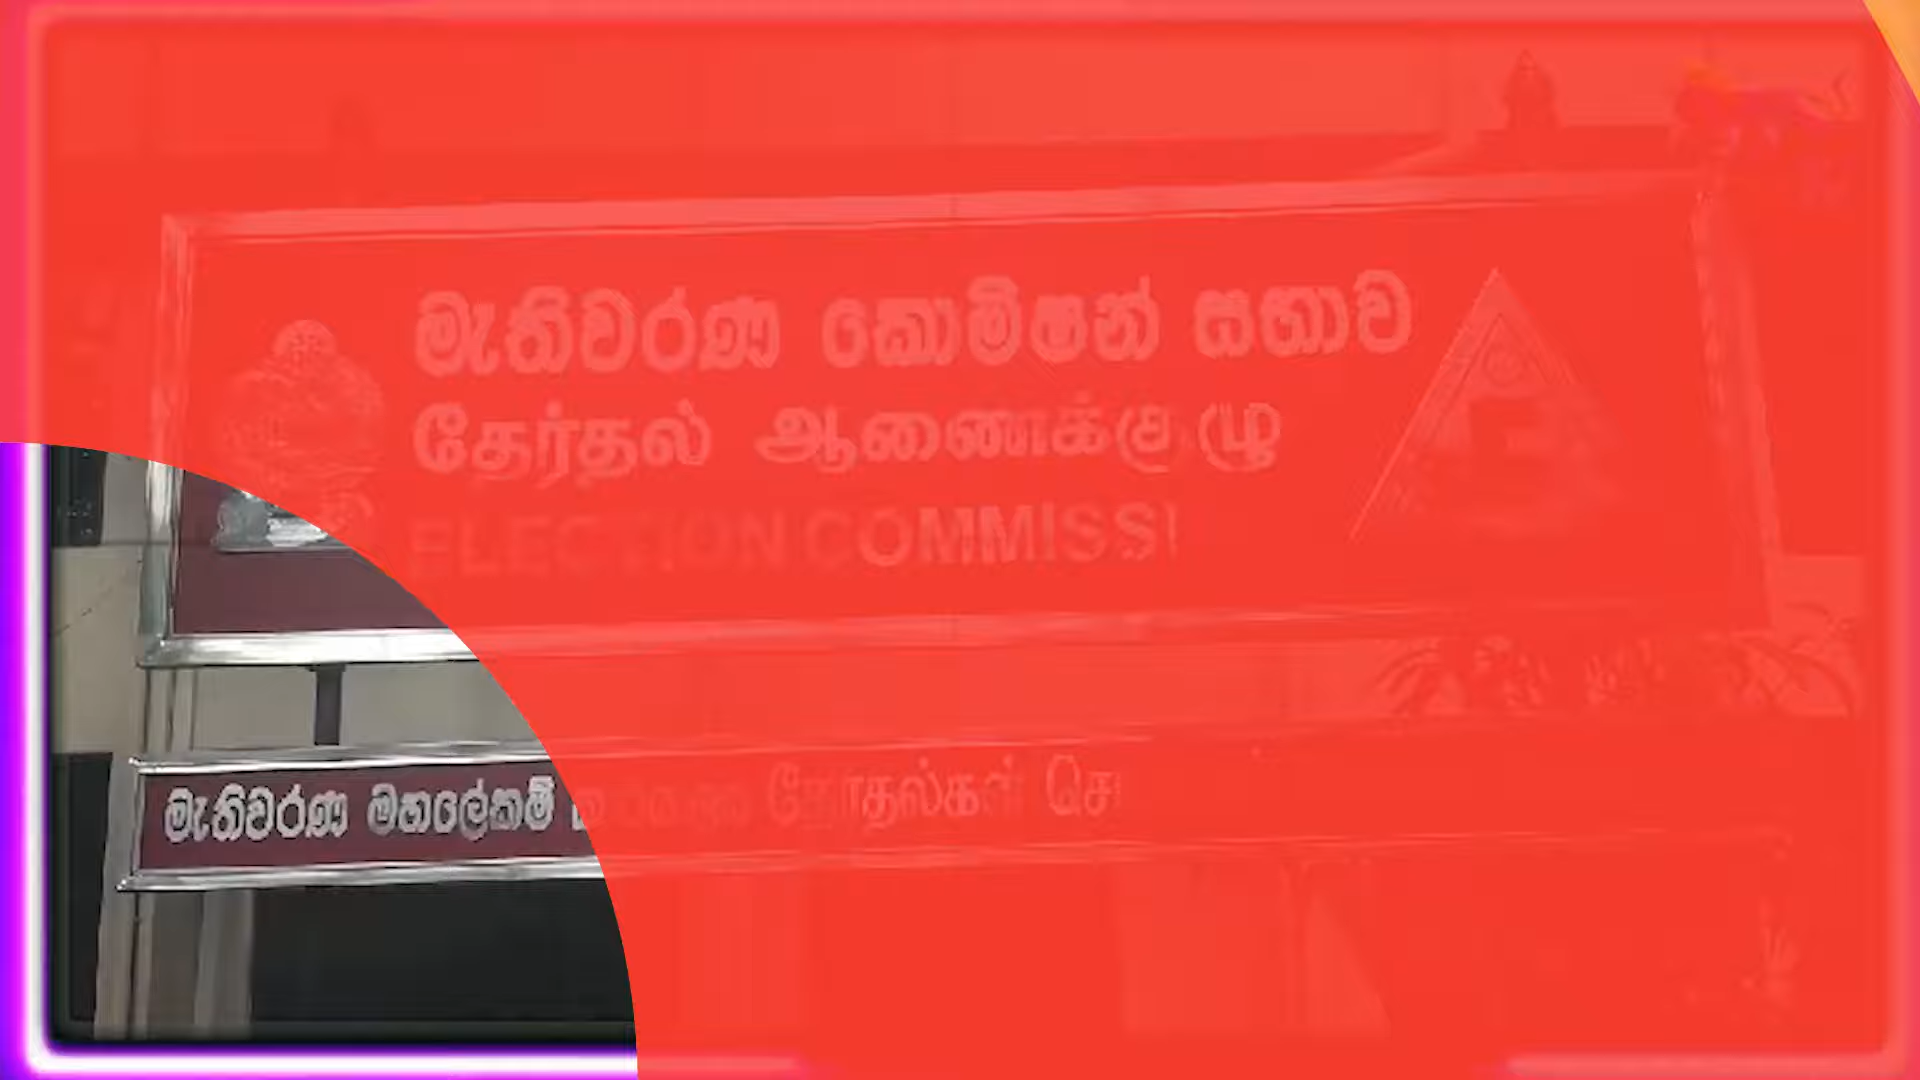 මැතිවරණ කොමිෂන් සභාව
தேர்தல் ஆணைக்குழு
ELECTION COMMISSI
මැතිවරණ මහලේකම් தேர்தல்கள் செ